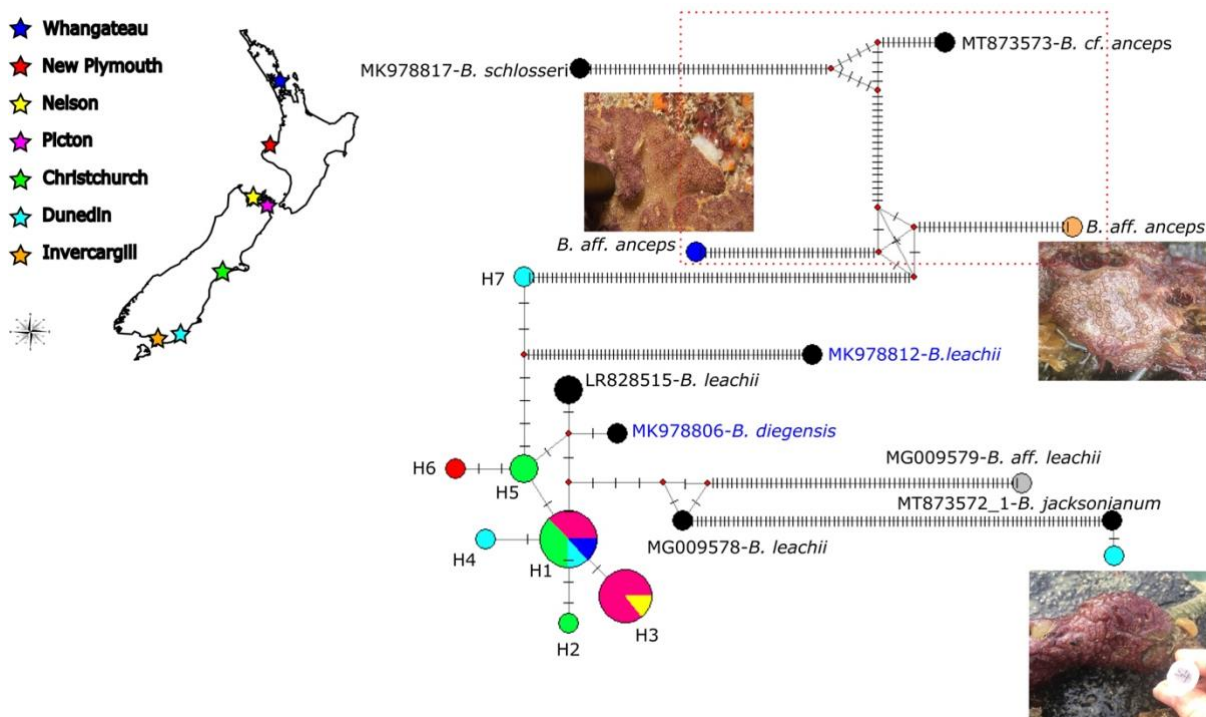 Whangateau
New Plymouth
Nelson
Picton
Christchurch
Dunedin
Invercargill
MT873573-B. cf. anceps
MK978817-B. schlosseri
B. aff. anceps
B. aff. anceps
H7
MK978812-B.leachii
LR828515-B. leachii
MK978806-B. diegensis
H6
H5
MG009579-B. aff. leachii
MT873572_1-B. jacksonianum
MG009578-B. leachii
H4
H1
H3
H2